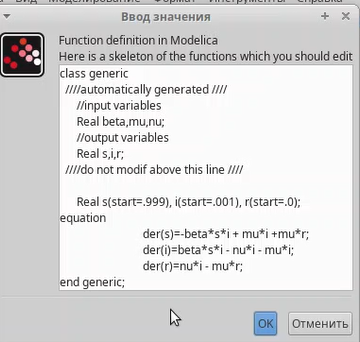 Ввод значения
Function definition in Modelica
Here is a skeleton of the functions which you should edit
class generic
////automatically generated ////
//input variables
Real beta,mu,nu;
//output variables
Real s,i,r;
////do not modif above this line ////
Real s(start=.999), i(start=.001), r(start=.0);
equation
der(s)=-beta*s*i + mu*i +mu*r;
der(i)=beta*s*i - nu*i - mu*i;
der(r)=nu*i - mu*r;
end generic;
OK
Отменить